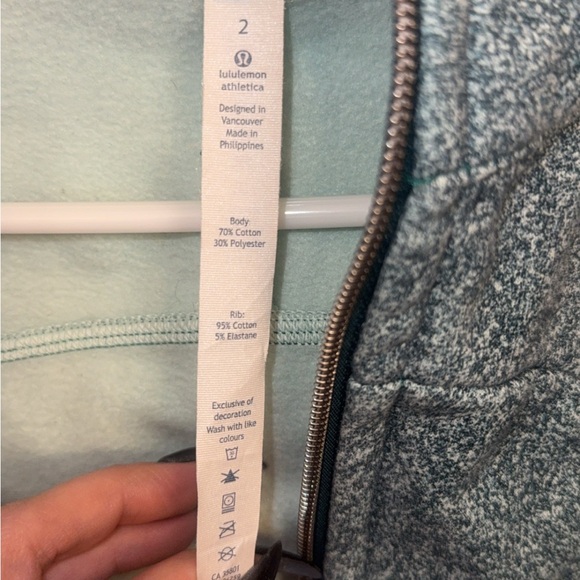 2
lululemon
athletica
Designed in
Vancouver
Made in
Philippines
Body
70% Cotton
30% Polyester
Rib:
95% Cotton
5% Elastane
Exclusive of
decoration
Wash with like
colours